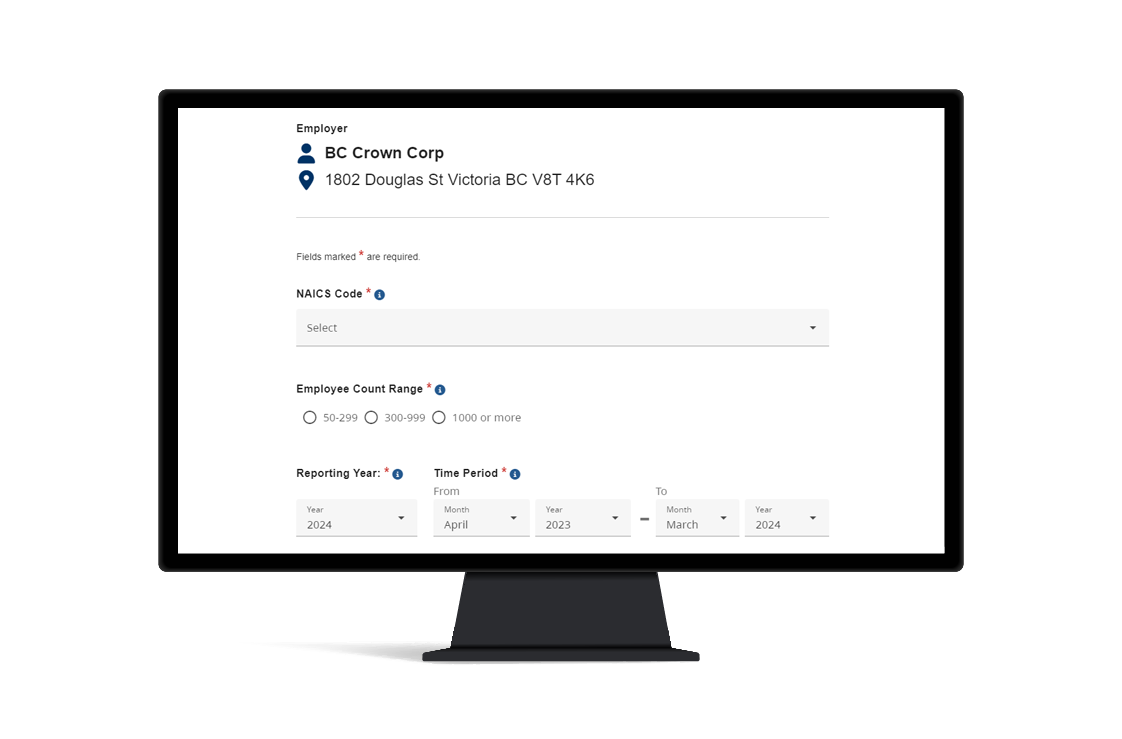 Employer
BC Crown Corp
1802 Douglas St Victoria BC V8T 4K6
Fields marked * are required.
NAICS Code *
Select
Employee Count Range *
50-299 300-999 1000 or more
Reporting Year: * Time Period *
From To
Year Month Year Month Year
2024 April 2023 – March 2024